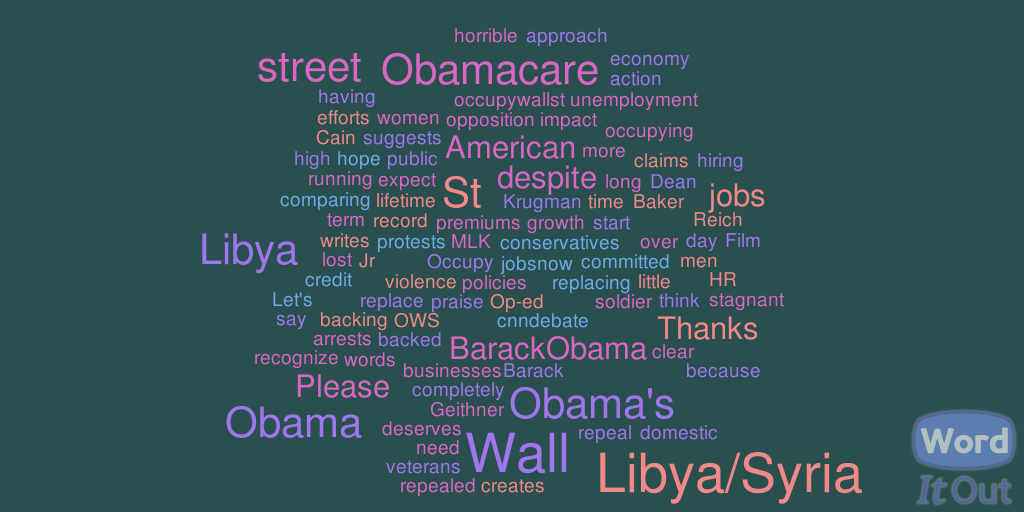 horrible approach
street Obamacare economy
action
having occupywallst unemployment
efforts women opposition impact
Cain suggests American occupying
high hope public more claims hiring
running expect despite long Dean
comparing lifetime St Krugman time Baker jobs
term record premiums growth start Reich
Libya writes protests MLK conservatives over day Film
lost Jr Occupy jobsnow committed men
credit violence policies replacing little HR
Let's replace praise Op-ed soldier think stagnant
say backing OWS cnndebate Thanks
arrests backed BarackObama clear
recognize words businesses Barack because
Please completely Obama's
Geithner
Obama deserves repeal domestic
need Wall
veterans Libya/Syria
repealed creates
Word
It Out